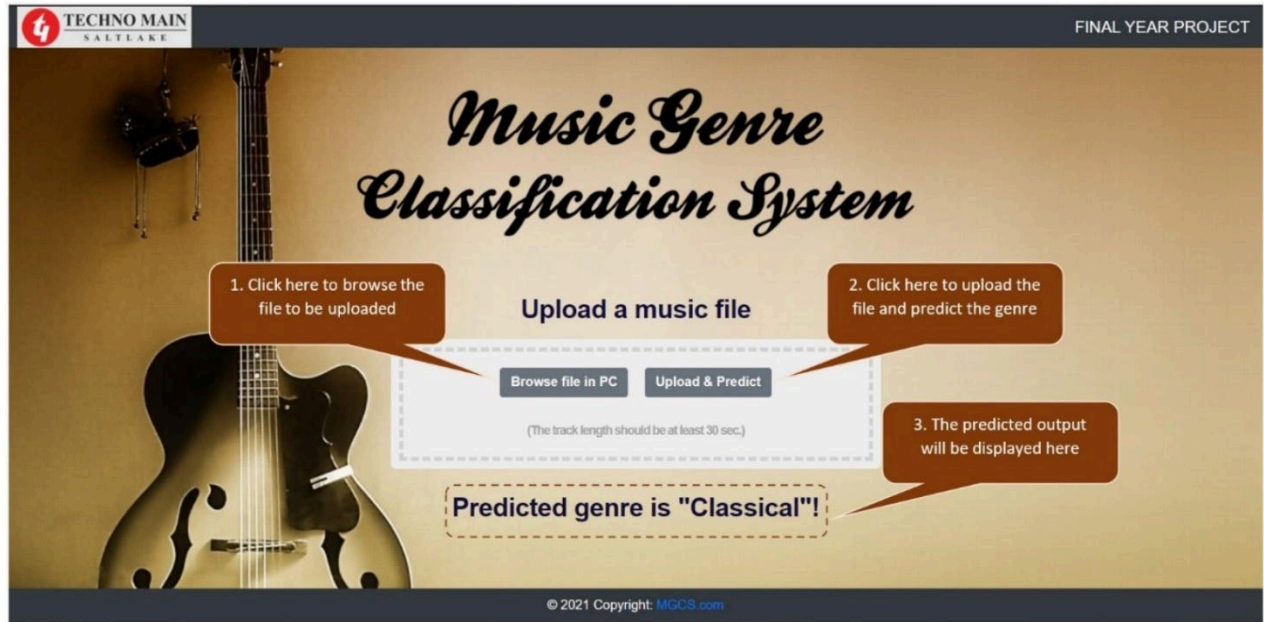 TECHNO MAIN
SALTLAKE
FINAL YEAR PROJECT
Music Genre
Classification System
1. Click here to browse the
file to be uploaded
Upload a music file
2. Click here to upload the
file and predict the genre
Browse file in PC
Upload & Predict
(The track length should be at least 30 sec.)
3. The predicted output
will be displayed here
Predicted genre is "Classical"!
© 2021 Copyright: MGCS.com